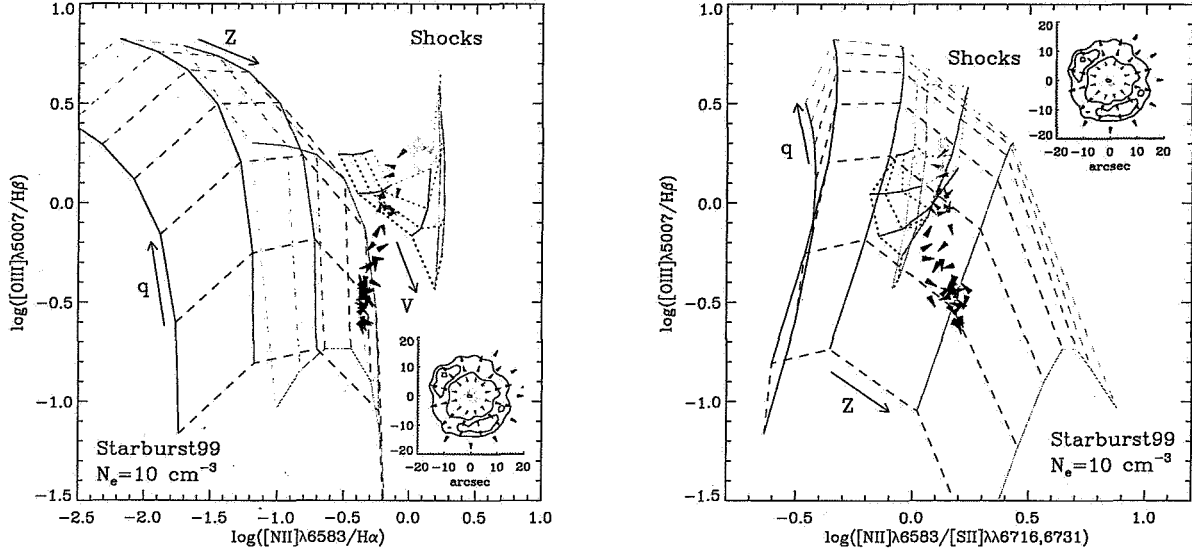 Z
Shocks
q
V
Starburst99
N_e=10 cm^-3
log([OIII]λ5007/Hβ)
1.0
0.5
0.0
−0.5
−1.0
−1.5
−2.5
−2.0
−1.5
−1.0
−0.5
0.0
0.5
1.0
log([NII]λ6583/Hα)
20
10
0
−10
−20
−20 −10 0 10 20
arcsec
Shocks
q
Z
Starburst99
N_e=10 cm^-3
log([OIII]λ5007/Hβ)
1.0
0.5
0.0
−0.5
−1.0
−1.5
−0.5
0.0
0.5
1.0
log([NII]λ6583/[SII]λλ6716,6731)
20
10
0
−10
−20
−20 −10 0 10 20
arcsec